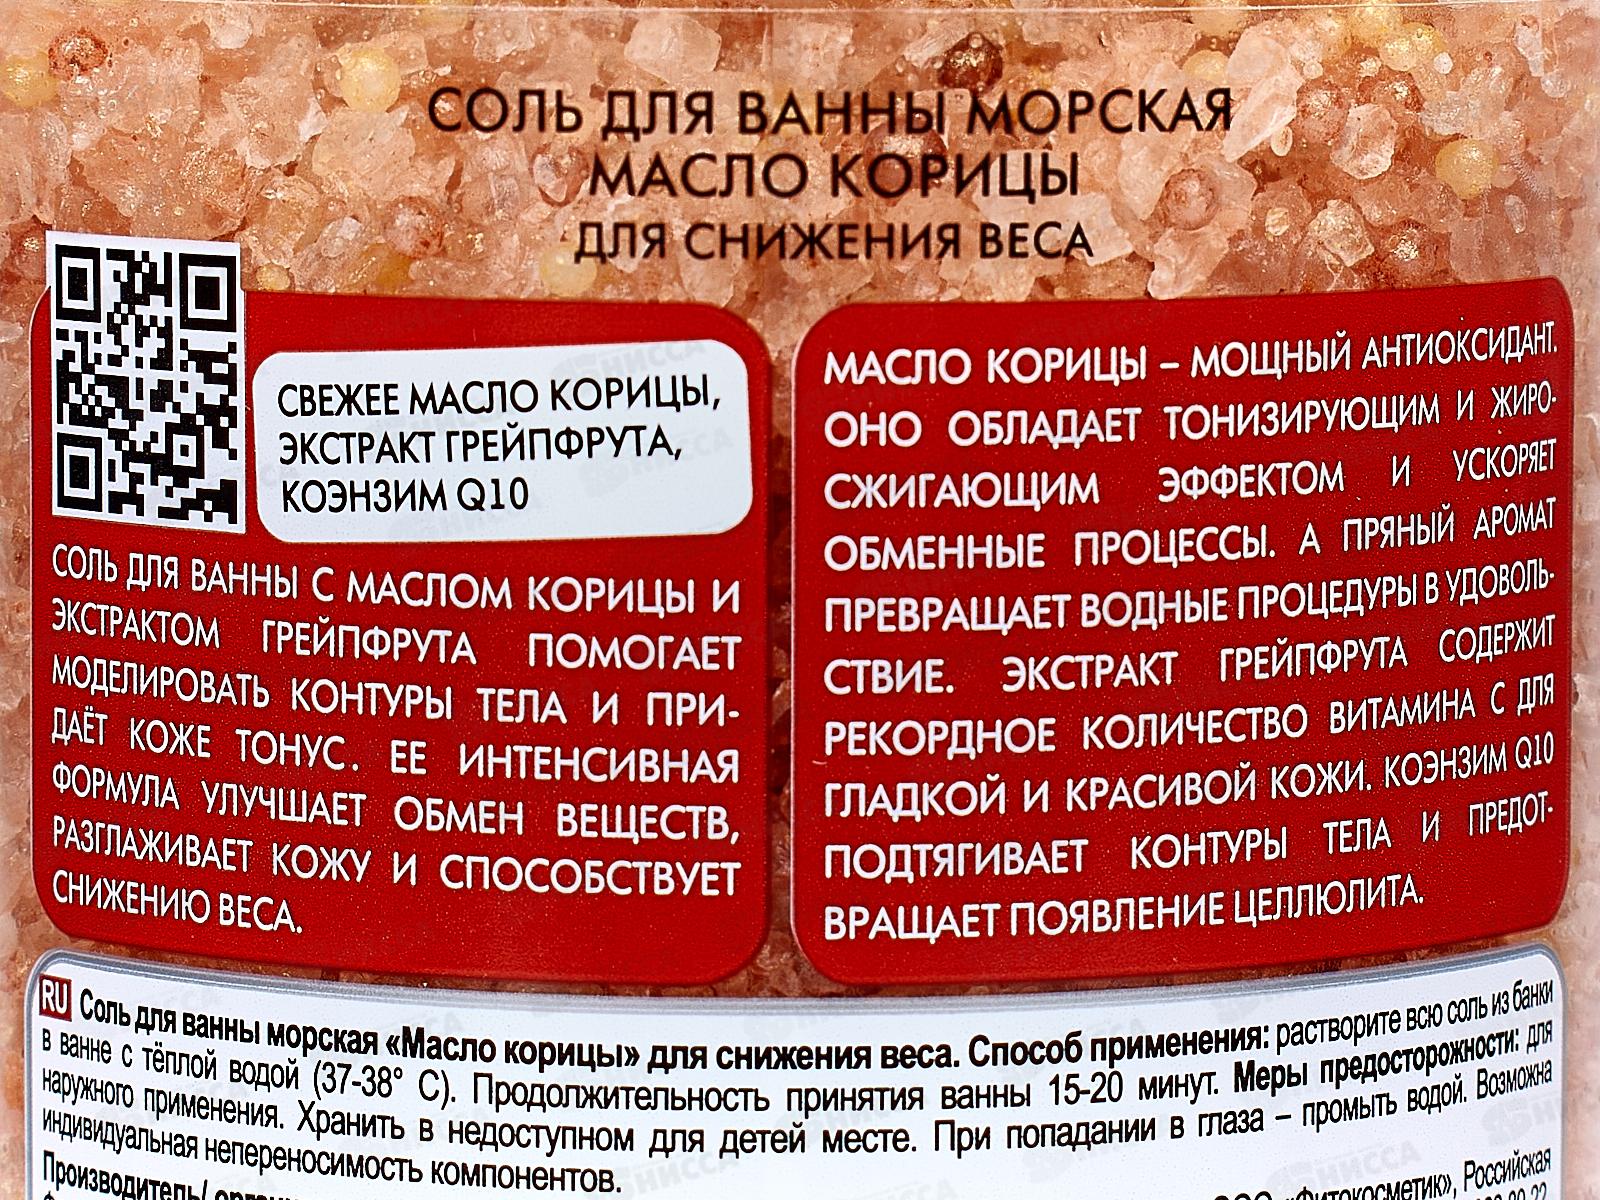 СОЛЬ ДЛЯ ВАННЫ МОРСКАЯ
МАСЛО КОРИЦЫ
ДЛЯ СНИЖЕНИЯ ВЕСА
СВЕЖЕЕ МАСЛО КОРИЦЫ,
ЭКСТРАКТ ГРЕЙПФРУТА,
КОЭНЗИМ Q10
СОЛЬ ДЛЯ ВАННЫ С МАСЛОМ КОРИЦЫ И
ЭКСТРАКТОМ ГРЕЙПФРУТА ПОМОГАЕТ
МОДЕЛИРОВАТЬ КОНТУРЫ ТЕЛА И ПРИ-
ДАЁТ КОЖЕ ТОНУС. ЕЕ ИНТЕНСИВНАЯ
ФОРМУЛА УЛУЧШАЕТ ОБМЕН ВЕЩЕСТВ,
РАЗГЛАЖИВАЕТ КОЖУ И СПОСОБСТВУЕТ
СНИЖЕНИЮ ВЕСА.
МАСЛО КОРИЦЫ – МОЩНЫЙ АНТИОКСИДАНТ.
ОНО ОБЛАДАЕТ ТОНИЗИРУЮЩИМ И ЖИРО-
СЖИГАЮЩИМ ЭФФЕКТОМ И УСКОРЯЕТ
ОБМЕННЫЕ ПРОЦЕССЫ. А ПРЯНЫЙ АРОМАТ
ПРЕВРАЩАЕТ ВОДНЫЕ ПРОЦЕДУРЫ В УДОВОЛЬ-
СТВИЕ. ЭКСТРАКТ ГРЕЙПФРУТА СОДЕРЖИТ
РЕКОРДНОЕ КОЛИЧЕСТВО ВИТАМИНА С ДЛЯ
ГЛАДКОЙ И КРАСИВОЙ КОЖИ. КОЭНЗИМ Q10
ПОДТЯГИВАЕТ КОНТУРЫ ТЕЛА И ПРЕДОТ-
ВРАЩАЕТ ПОЯВЛЕНИЕ ЦЕЛЛЮЛИТА.
RU Соль для ванны морская «Масло корицы» для снижения веса. Способ применения: растворите всю соль из банки
в ванне с тёплой водой (37-38° С). Продолжительность принятия ванны 15-20 минут. Меры предосторожности: для
наружного применения. Хранить в недоступном для детей месте. При попадании в глаза – промыть водой. Возможна
индивидуальная непереносимость компонентов.
Производитель/ ООО «Фитокосметик», Российская